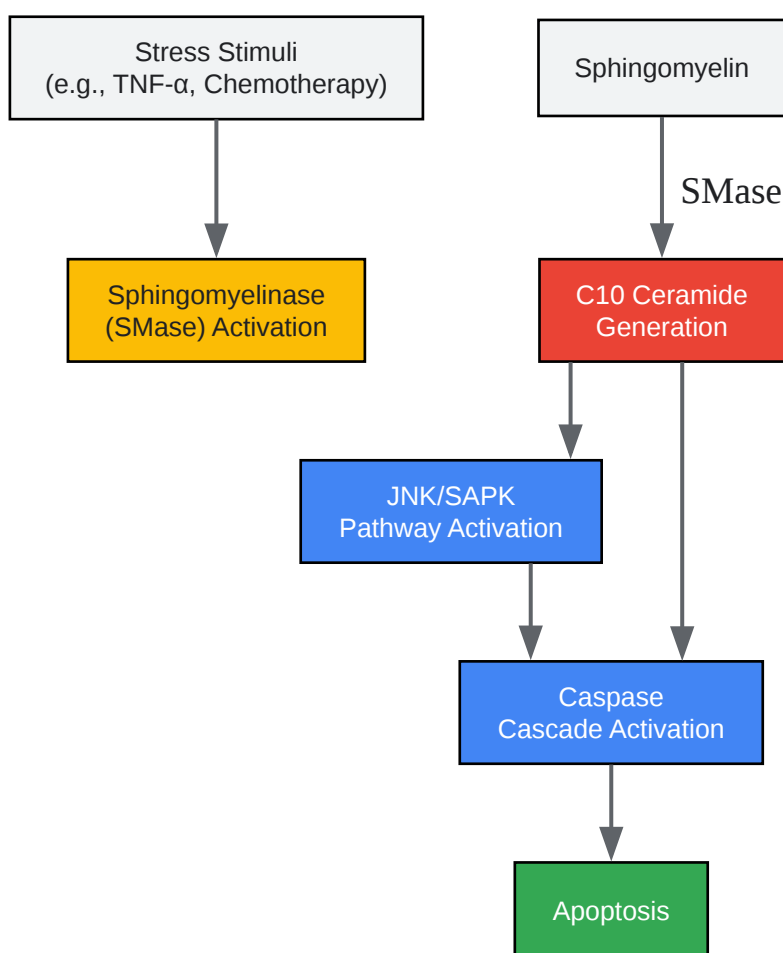 Stress Stimuli
(e.g., TNF-α, Chemotherapy)
Sphingomyelin
SMase
Sphingomyelinase
(SMase) Activation
C10 Ceramide
Generation
JNK/SAPK
Pathway Activation
Caspase
Cascade Activation
Apoptosis